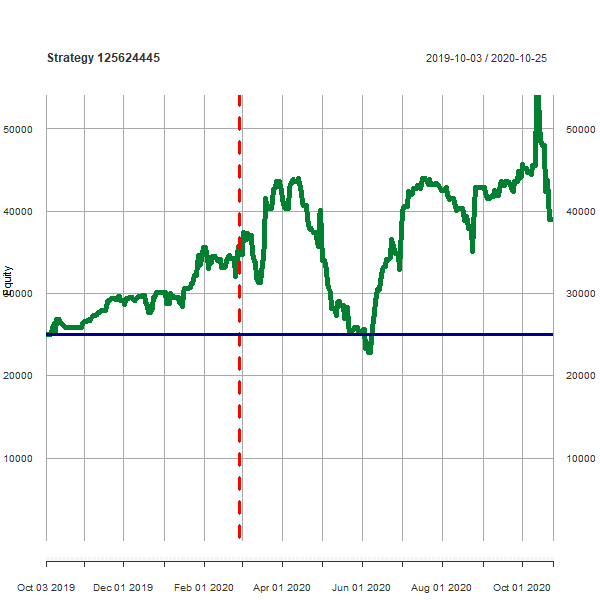 Strategy 125624445
2019-10-03 / 2020-10-25
50000
50000
40000
40000
Equity
30000
30000
20000
20000
10000
10000
Oct 03 2019
Dec 01 2019
Feb 01 2020
Apr 01 2020
Jun 01 2020
Aug 01 2020
Oct 01 2020